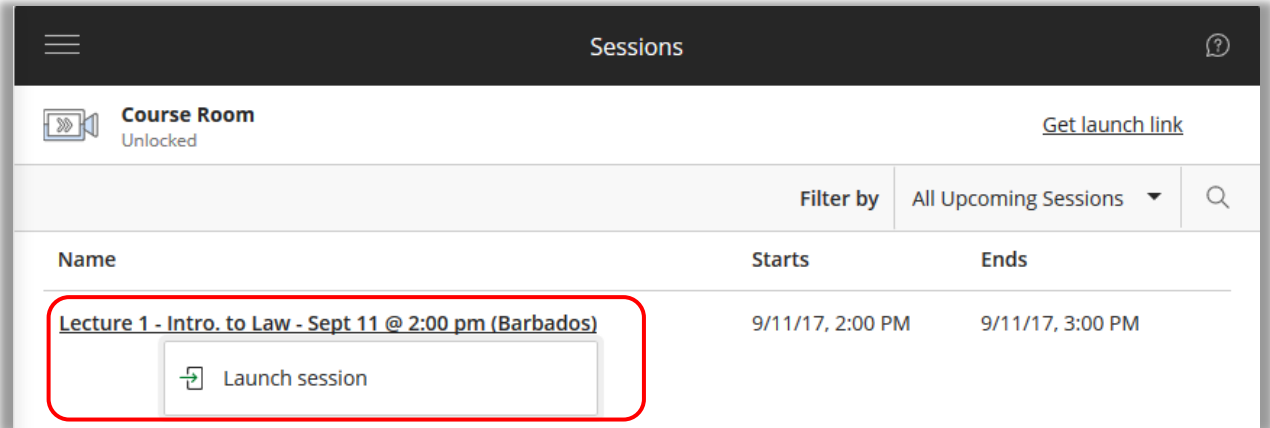 Sessions
Course Room
Unlocked
Get launch link
Filter by All Upcoming Sessions
Name Starts Ends
Lecture 1 - Intro. to Law - Sept 11 @ 2:00 pm (Barbados) 9/11/17, 2:00 PM 9/11/17, 3:00 PM
Launch session